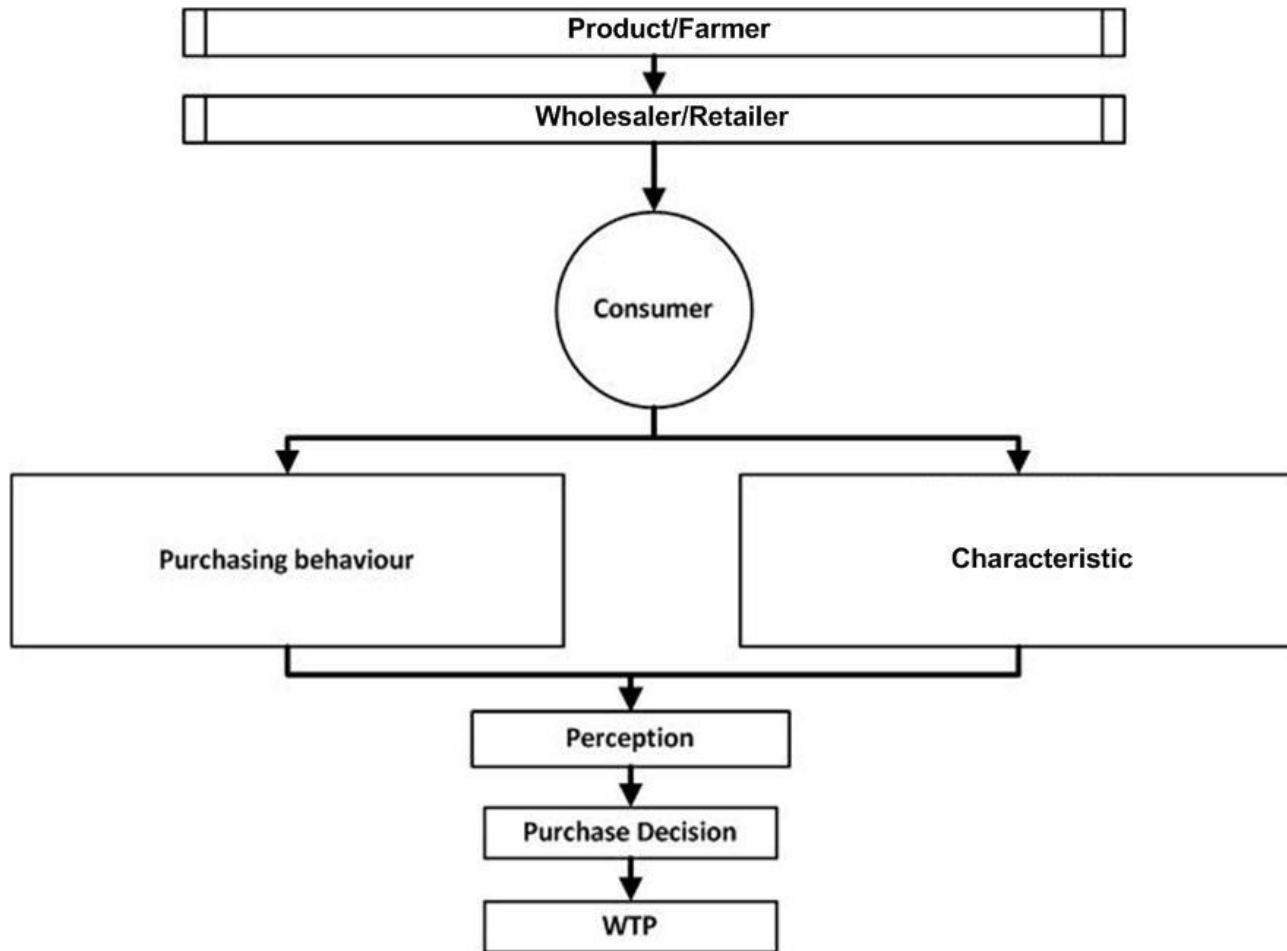 Product/Farmer
Wholesaler/Retailer
Consumer
Purchasing behaviour
Characteristic
Perception
Purchase Decision
WTP